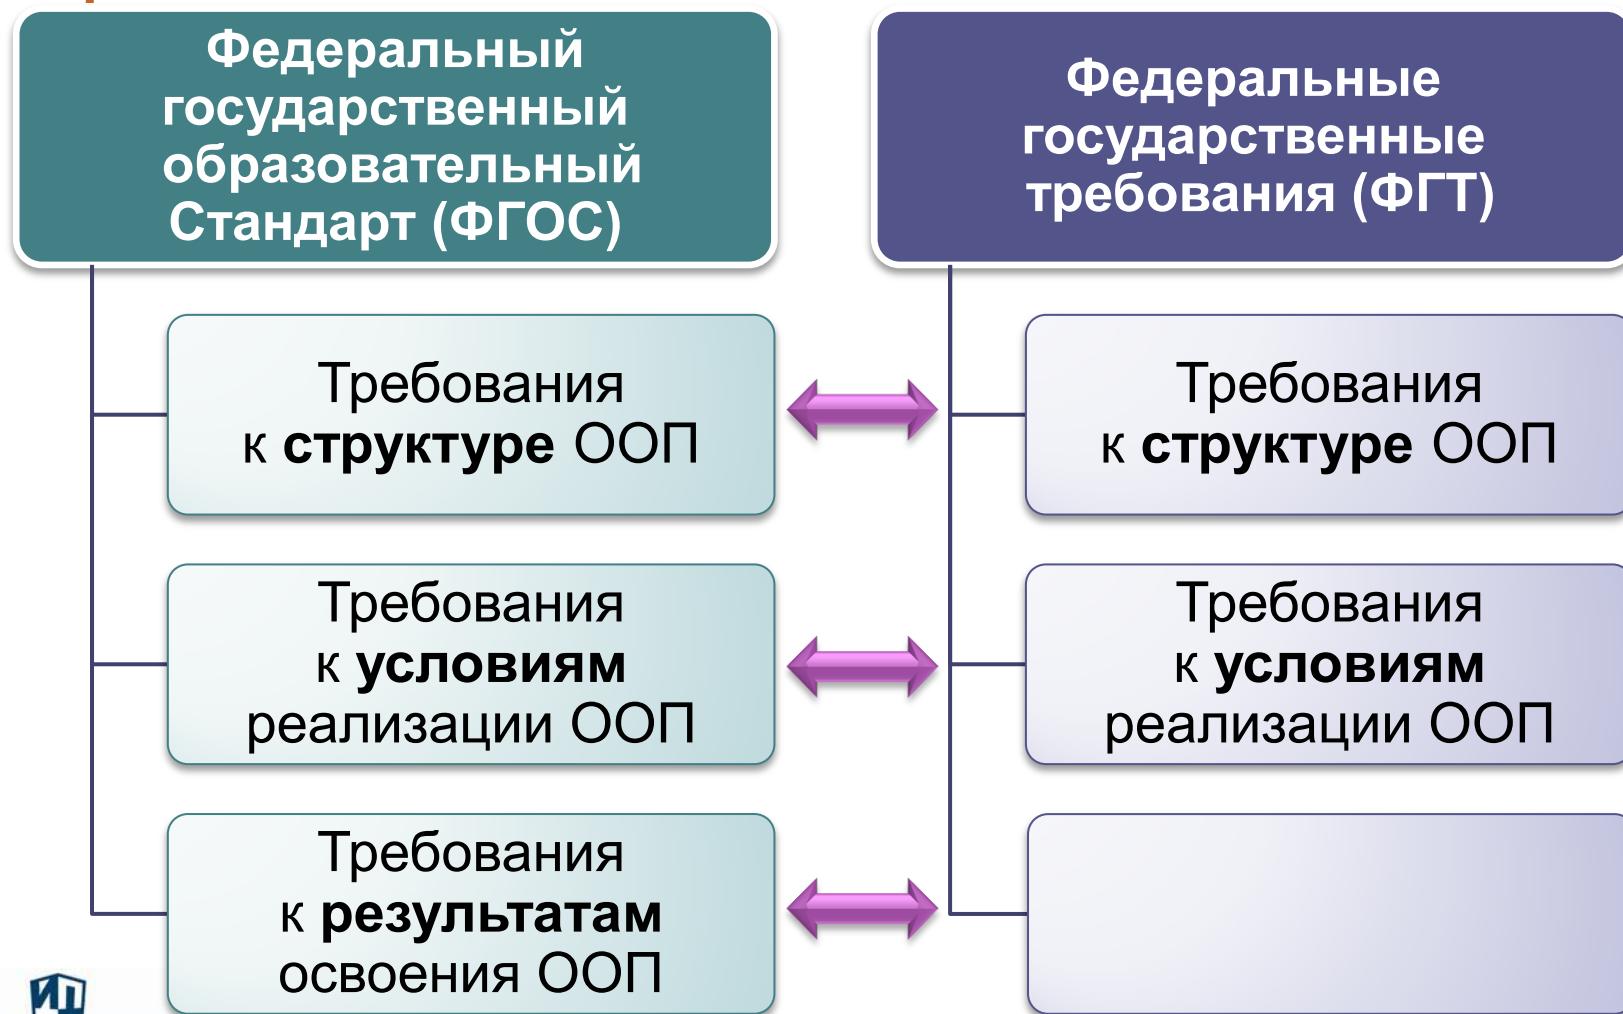 Федеральный
государственный
образовательный
Стандарт (ФГОС)
Требования
к структуре ООП
Требования
к условиям
реализации ООП
Требования
к результатам
освоения ООП
Федеральные
государственные
требования (ФГТ)
Требования
к структуре ООП
Требования
к условиям
реализации ООП